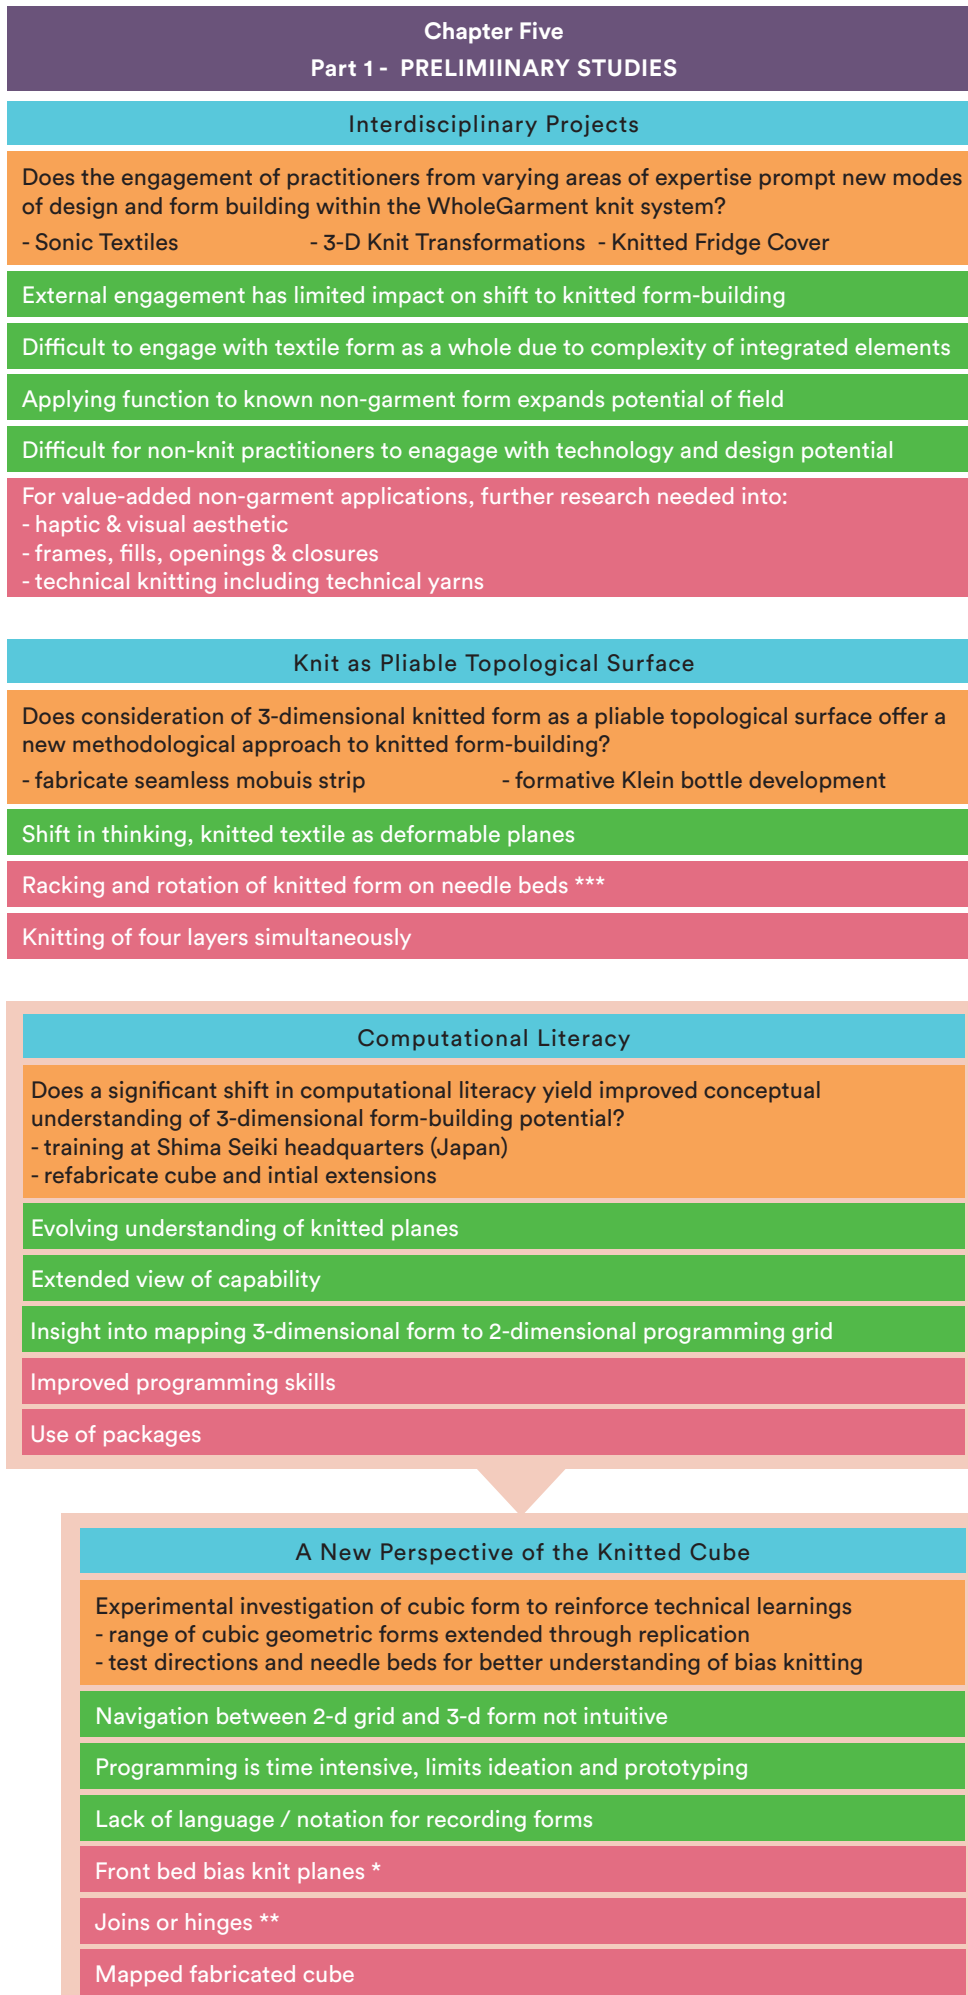 Chapter Five
Part 1 - PRELIMIINARY STUDIES
Interdisciplinary Projects
Does the engagement of practitioners from varying areas of expertise prompt new modes
of design and form building within the WholeGarment knit system?
- Sonic Textiles - 3-D Knit Transformations - Knitted Fridge Cover
External engagement has limited impact on shift to knitted form-building
Difficult to engage with textile form as a whole due to complexity of integrated elements
Applying function to known non-garment form expands potential of field
Difficult for non-knit practitioners to enagage with technology and design potential
For value-added non-garment applications, further research needed into:
- haptic & visual aesthetic
- frames, fills, openings & closures
- technical knitting including technical yarns
Knit as Pliable Topological Surface
Does consideration of 3-dimensional knitted form as a pliable topological surface offer a
new methodological approach to knitted form-building?
- fabricate seamless mobuis strip - formative Klein bottle development
Shift in thinking, knitted textile as deformable planes
Racking and rotation of knitted form on needle beds ***
Knitting of four layers simultaneously
Computational Literacy
Does a significant shift in computational literacy yield improved conceptual
understanding of 3-dimensional form-building potential?
- training at Shima Seiki headquarters (Japan)
- refabricate cube and intial extensions
Evolving understanding of knitted planes
Extended view of capability
Insight into mapping 3-dimensional form to 2-dimensional programming grid
Improved programming skills
Use of packages
A New Perspective of the Knitted Cube
Experimental investigation of cubic form to reinforce technical learnings
- range of cubic geometric forms extended through replication
- test directions and needle beds for better understanding of bias knitting
Navigation between 2-d grid and 3-d form not intuitive
Programming is time intensive, limits ideation and prototyping
Lack of language / notation for recording forms
Front bed bias knit planes *
Joins or hinges **
Mapped fabricated cube